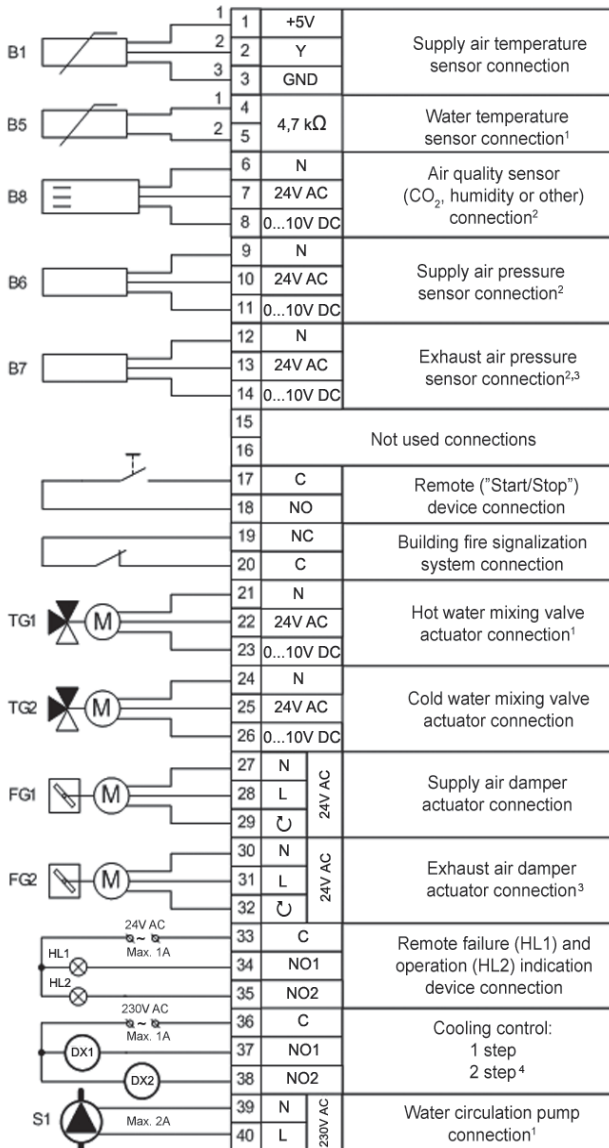 1 1 +5V
B1 2 2 Y Supply air temperature sensor connection
3 3 GND
B5 1 4 4,7 kΩ Water temperature sensor connection¹
2 5
6 N
B8 7 24V AC Air quality sensor (CO₂, humidity or other) connection²
8 0...10V DC
9 N
B6 10 24V AC Supply air pressure sensor connection²
11 0...10V DC
12 N
B7 13 24V AC Exhaust air pressure sensor connection²,³
14 0...10V DC
15
16 Not used connections
17 C Remote ("Start/Stop") device connection
18 NO
19 NC Building fire signalization system connection
20 C
21 N
TG1 M 22 24V AC Hot water mixing valve actuator connection¹
23 0...10V DC
24 N
TG2 M 25 24V AC Cold water mixing valve actuator connection
26 0...10V DC
27 N
FG1 M 28 L 24V AC Supply air damper actuator connection
29 ↻
30 N
FG2 M 31 L 24V AC Exhaust air damper actuator connection³
32 ↻
24V AC ~ Max. 1A 33 C
HL1 34 NO1 Remote failure (HL1) and operation (HL2) indication device connection
HL2 35 NO2
230V AC ~ Max. 1A 36 C Cooling control:
DX1 37 NO1 1 step
DX2 38 NO2 2 step ⁴
S1 Max. 2A 39 N 230V AC Water circulation pump connection¹
40 L